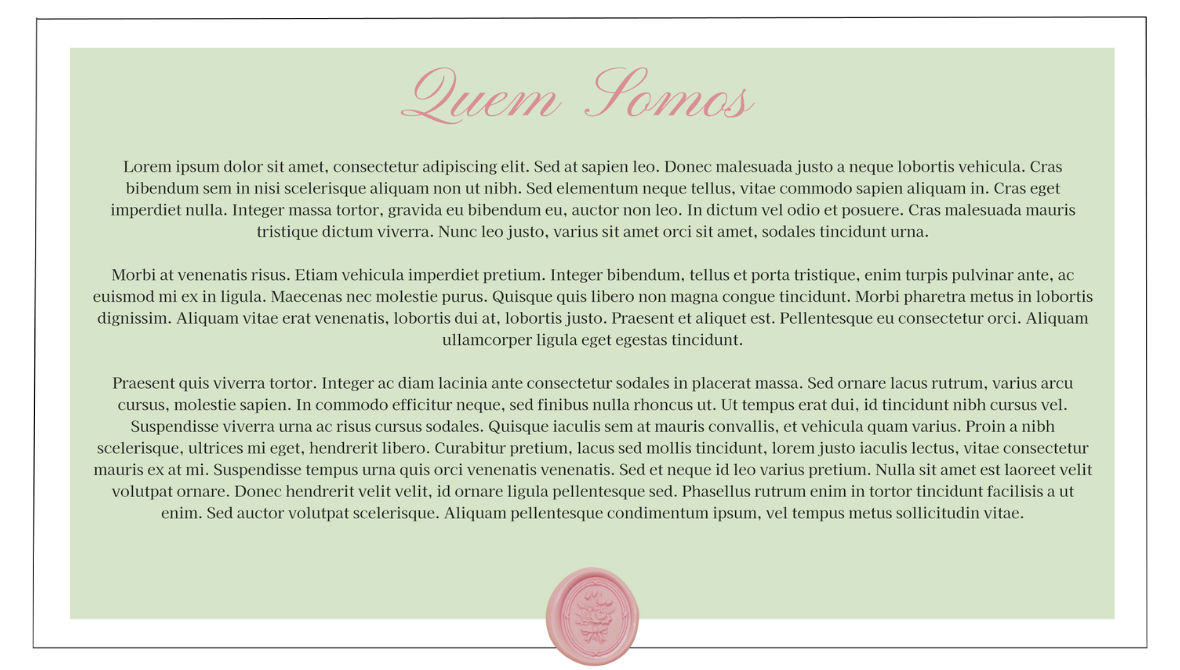 Quem Somos
Lorem ipsum dolor sit amet, consectetur adipiscing elit. Sed at sapien leo. Donec malesuada justo a neque lobortis vehicula. Cras
bibendum sem in nisi scelerisque aliquam non ut nibh. Sed elementum neque tellus, vitae commodo sapien aliquam in. Cras eget
imperdiet nulla. Integer massa tortor, gravida eu bibendum eu, auctor non leo. In dictum vel odio et posuere. Cras malesuada mauris
tristique dictum viverra. Nunc leo justo, varius sit amet orci sit amet, sodales tincidunt urna.
Morbi at venenatis risus. Etiam vehicula imperdiet pretium. Integer bibendum, tellus et porta tristique, enim turpis pulvinar ante, ac
euismod mi ex in ligula. Maecenas nec molestie purus. Quisque quis libero non magna congue tincidunt. Morbi pharetra metus in lobortis
dignissim. Aliquam vitae erat venenatis, lobortis dui at, lobortis justo. Praesent et aliquet est. Pellentesque eu consectetur orci. Aliquam
ullamcorper ligula eget egestas tincidunt.
Praesent quis viverra tortor. Integer ac diam lacinia ante consectetur sodales in placerat massa. Sed ornare lacus rutrum, varius arcu
cursus, molestie sapien. In commodo efficitur neque, sed finibus nulla rhoncus ut. Ut tempus erat dui, id tincidunt nibh cursus vel.
Suspendisse viverra urna ac risus cursus sodales. Quisque iaculis sem at mauris convallis, et vehicula quam varius. Proin a nibh
scelerisque, ultrices mi eget, hendrerit libero. Curabitur pretium, lacus sed mollis tincidunt, lorem justo iaculis lectus, vitae consectetur
mauris ex at mi. Suspendisse tempus urna quis orci venenatis venenatis. Sed et neque id leo varius pretium. Nulla sit amet est laoreet velit
volutpat ornare. Donec hendrerit velit velit, id ornare ligula pellentesque sed. Phasellus rutrum enim in tortor tincidunt facilisis a ut
enim. Sed auctor volutpat scelerisque. Aliquam pellentesque condimentum ipsum, vel tempus metus sollicitudin vitae.